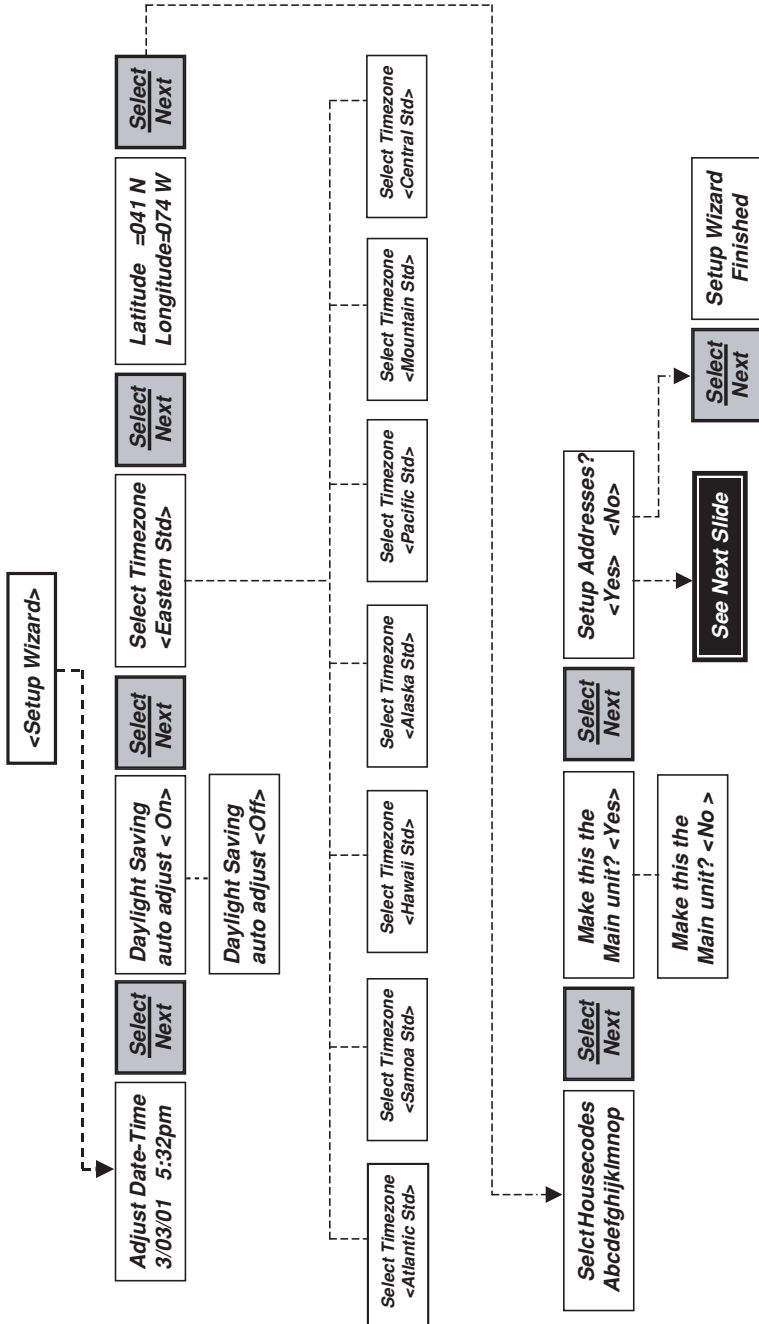 <Setup Wizard>
Adjust Date-Time
3/03/01 5:32pm
Select
Next
Daylight Saving
auto adjust < On>
Daylight Saving
auto adjust <Off>
Select
Next
Select Timezone
<Eastern Std>
Select
Next
Latitude =041 N
Longitude=074 W
Select
Next
Select Timezone
<Atlantic Std>
Select Timezone
<Samoa Std>
Select Timezone
<Hawaii Std>
Select Timezone
<Alaska Std>
Select Timezone
<Pacific Std>
Select Timezone
<Mountain Std>
Select Timezone
<Central Std>
SelctHousecodes
Abcdefghijklmnop
Select
Next
Make this the
Main unit? <Yes>
Make this the
Main unit? <No >
Select
Next
Setup Addresses?
<Yes> <No>
See Next Slide
Select
Next
Setup Wizard
Finished